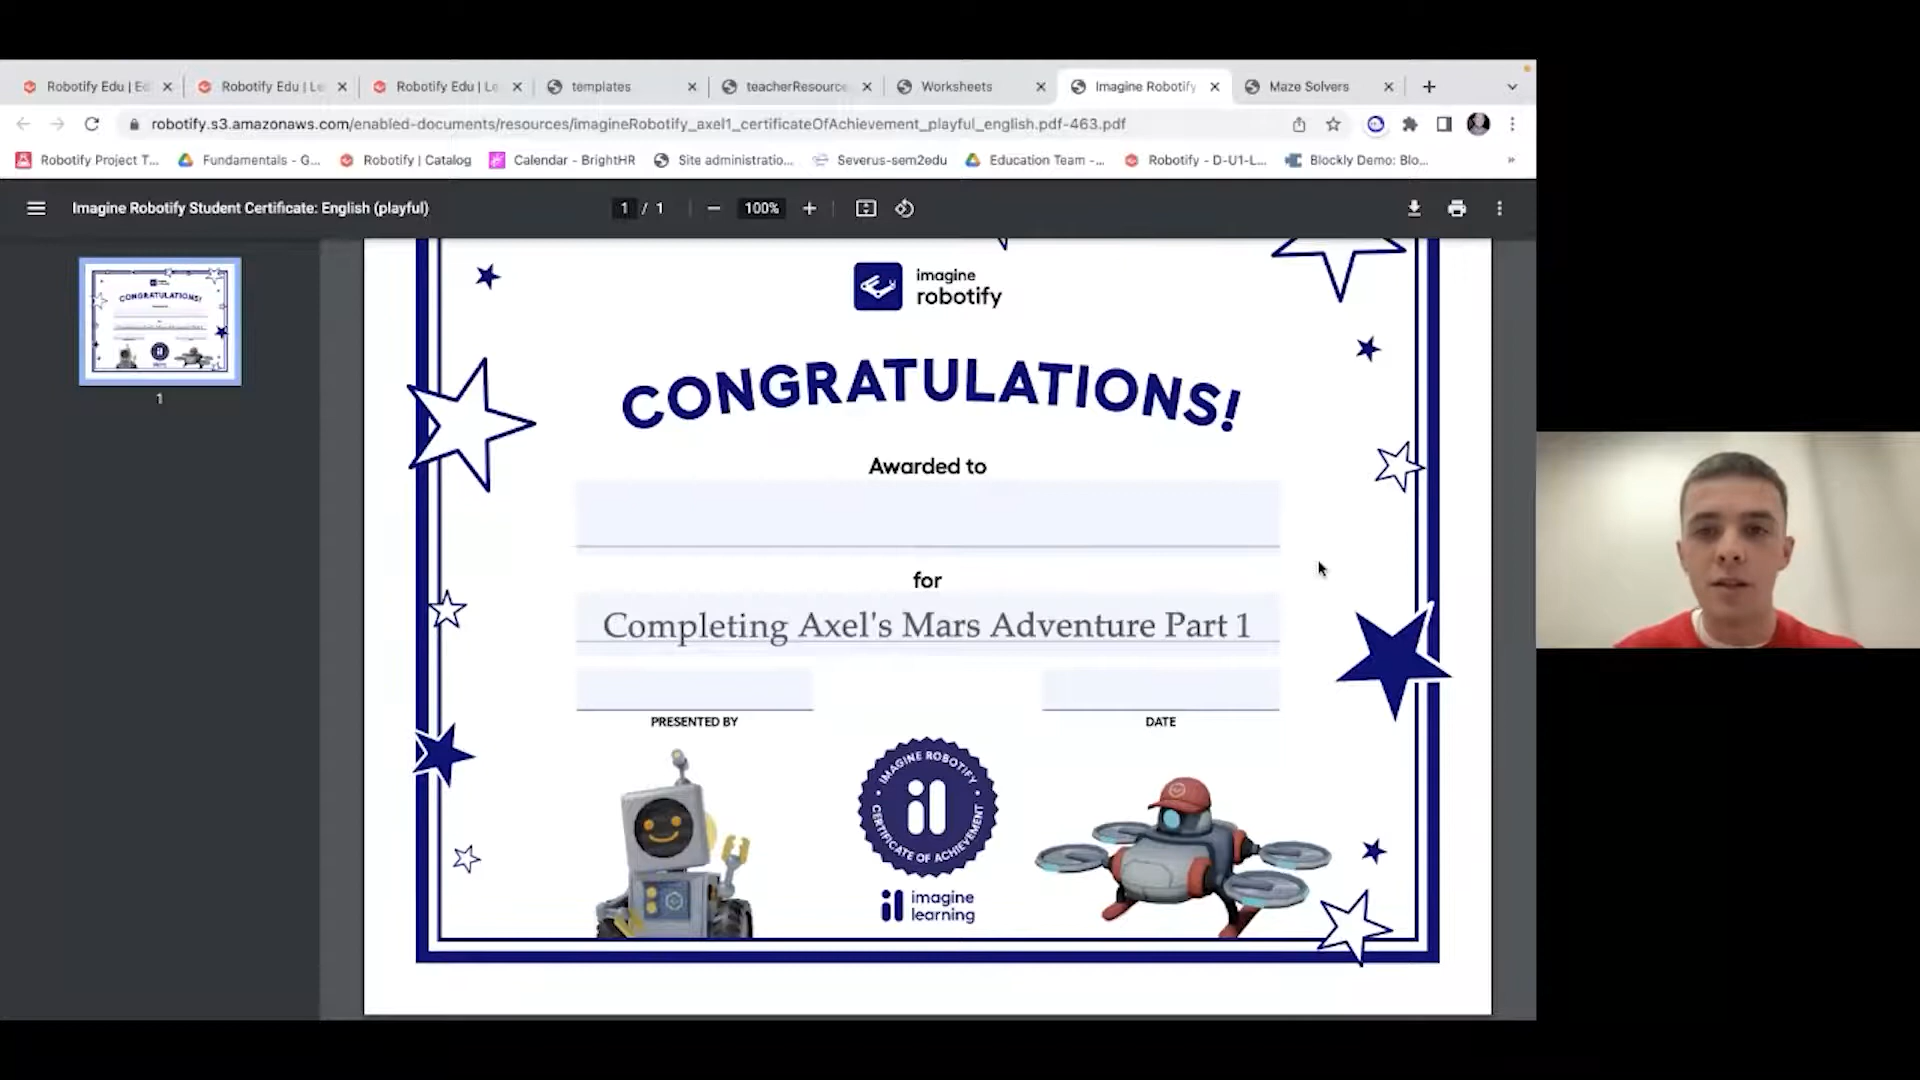 Robotify Edu | Ec
Robotify Edu | Le
Robotify Edu | Le
templates
teacherResource
Worksheets
Imagine Robotify
Maze Solvers
robotify.s3.amazonaws.com/enabled-documents/resources/imagineRobotify_axel1_certificateOfAchievement_playful_english.pdf-463.pdf
Robotify Project T...
Fundamentals - G...
Robotify | Catalog
Calendar - BrightHR
Site administratio...
Severus-sem2edu
Education Team -...
Robotify - D-U1-L...
Blockly Demo: Blo...
»
Imagine Robotify Student Certificate: English (playful)
1 / 1
100%
1
imagine
robotify
CONGRATULATIONS!
Awarded to
for
Completing Axel's Mars Adventure Part 1
PRESENTED BY
DATE
IMAGINE ROBOTIFY
CERTIFICATE OF ACHIEVEMENT
imagine
learning